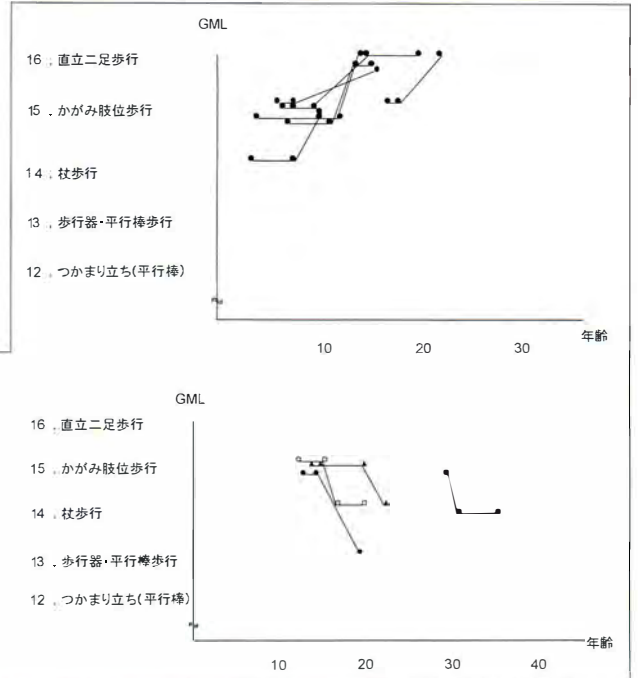 GML
16 . 直立二足歩行
15 . かがみ肢位歩行
14 . 杖歩行
13 . 歩行器・平行棒歩行
12 . つかまり立ち(平行棒)
年齢
10 20 30
GML
16 . 直立二足歩行
15 . かがみ肢位歩行
14 . 杖歩行
13 . 歩行器・平行棒歩行
12 . つかまり立ち(平行棒)
年齢
10 20 30 40